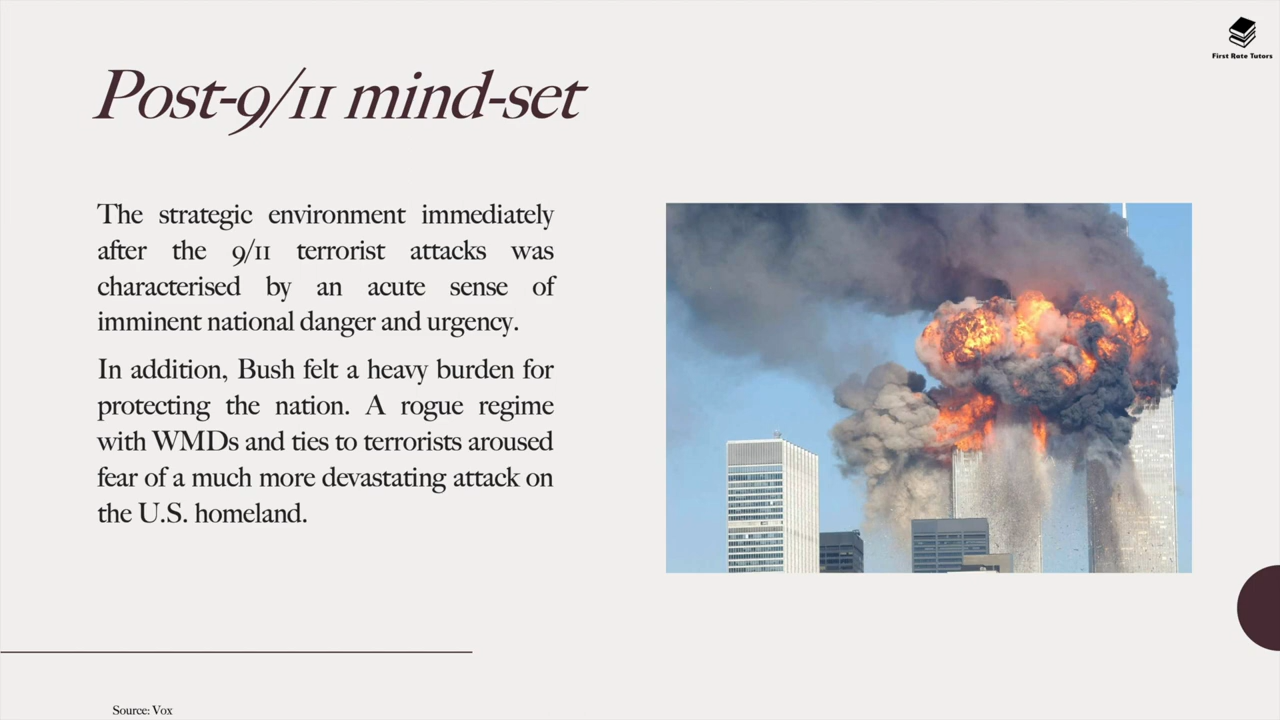 First Rate Tutors
Post-9/11 mind-set
The strategic environment immediately
after the 9/11 terrorist attacks was
characterised by an acute sense of
imminent national danger and urgency.
In addition, Bush felt a heavy burden for
protecting the nation. A rogue regime
with WMDs and ties to terrorists aroused
fear of a much more devastating attack on
the U.S. homeland.
Source: Vox